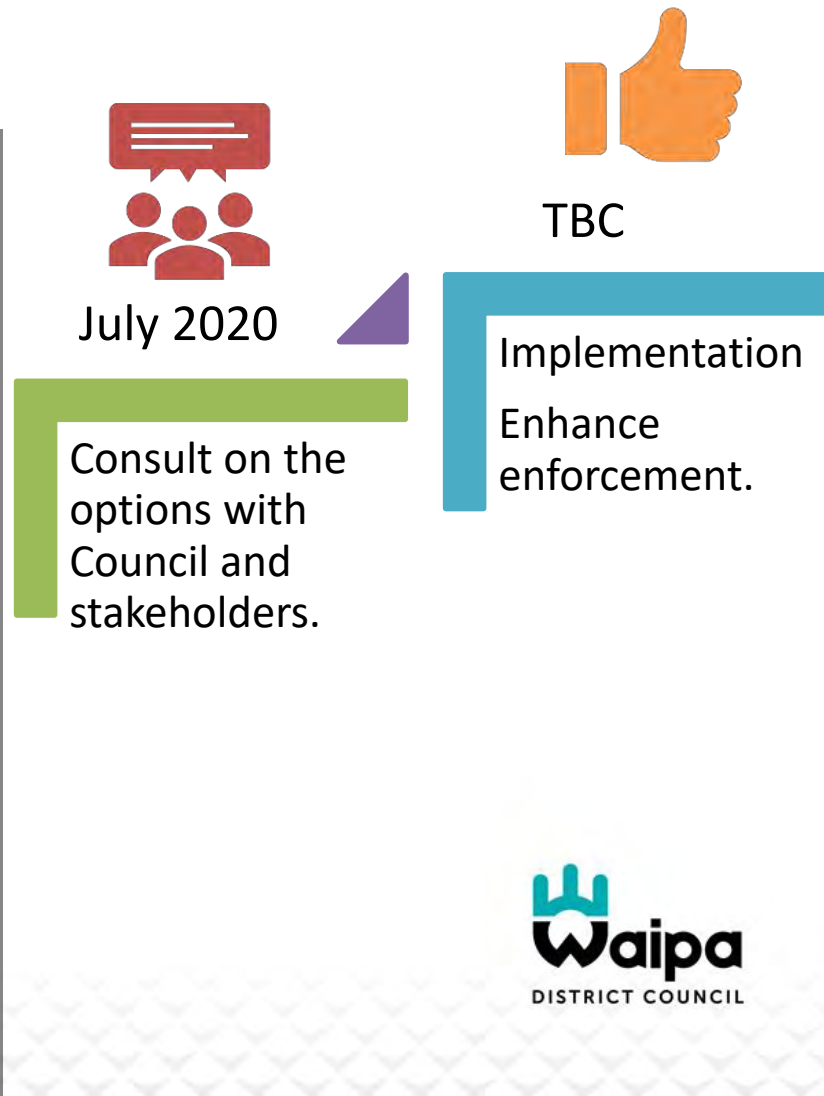 July 2020
Consult on the
options with
Council and
stakeholders.
TBC
Implementation
Enhance
enforcement.
Waipa
DISTRICT COUNCIL